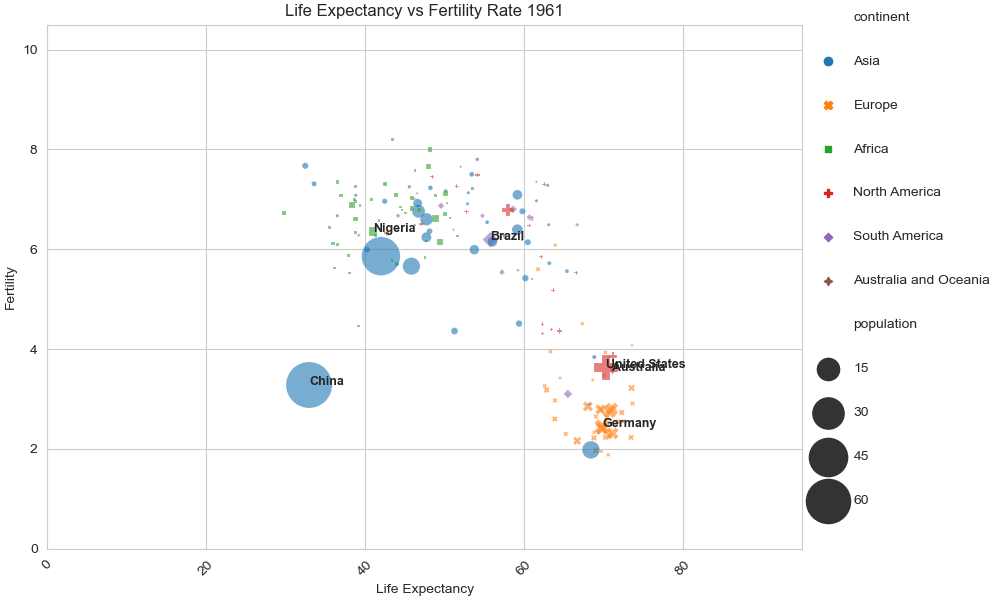 Life Expectancy vs Fertility Rate 1961
continent
Asia
Europe
Africa
North America
South America
Australia and Oceania
population
15
30
45
60
Fertility
10
8
6
4
2
0
Nigeria
Brazil
China
United States
Australia
Germany
0
20
40
60
80
Life Expectancy